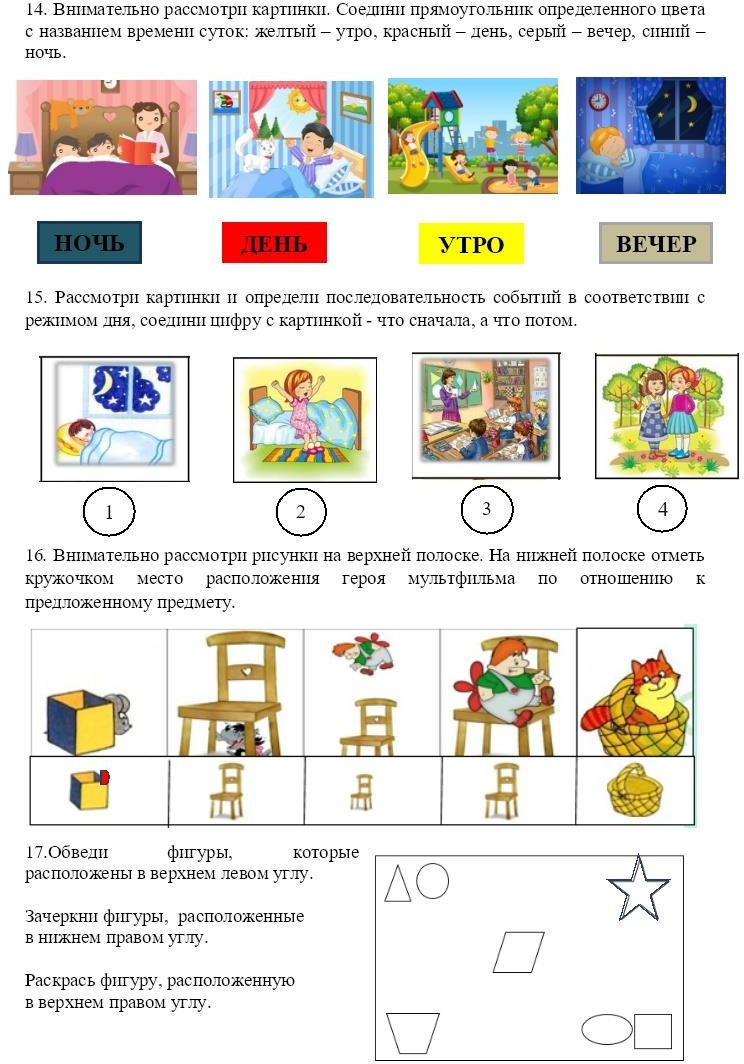 14. Внимательно рассмотри картинки. Соедини прямоугольник определенного цвета
с названием времени суток: желтый – утро, красный – день, серый – вечер, синий –
ночь.
НОЧЬ ДЕНЬ УТРО ВЕЧЕР
15. Рассмотри картинки и определи последовательность событий в соответствии с
режимом дня, соедини цифру с картинкой - что сначала, а что потом.
1 2 3 4
16. Внимательно рассмотри рисунки на верхней полоске. На нижней полоске отметь
кружочком место расположения героя мультфильма по отношению к
предложенному предмету.
17.Обведи фигуры, которые
расположены в верхнем левом углу.
Зачеркни фигуры, расположенные
в нижнем правом углу.
Раскрась фигуру, расположенную
в верхнем правом углу.